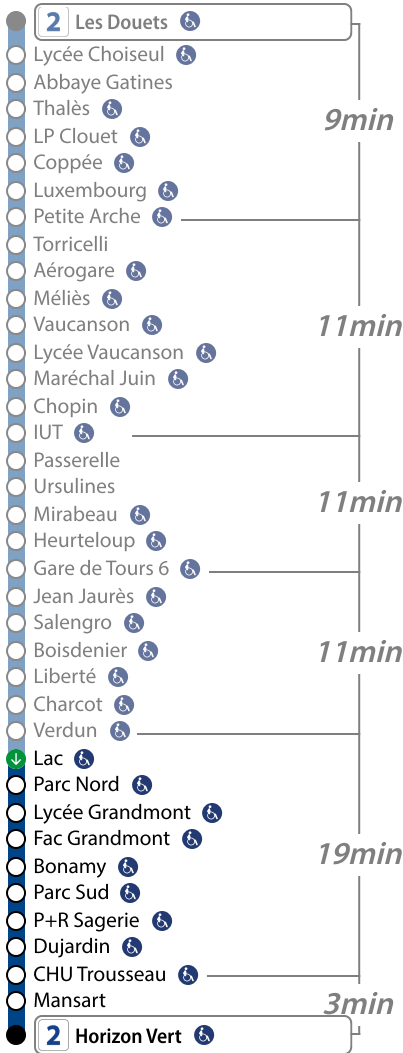 2 Les Douets
Lycée Choiseul
Abbaye Gatines
Thalès
9min
LP Clouet
Coppée
Luxembourg
Petite Arche
Torricelli
Aérogare
Méliès
Vaucanson
11min
Lycée Vaucanson
Maréchal Juin
Chopin
IUT
Passerelle
Ursulines
11min
Mirabeau
Heurteloup
Gare de Tours 6
Jean Jaurès
Salengro
Boisdenier
11min
Liberté
Charcot
Verdun
Lac
Parc Nord
Lycée Grandmont
Fac Grandmont
19min
Bonamy
Parc Sud
P+R Sagerie
Dujardin
CHU Trousseau
Mansart
3min
2 Horizon Vert